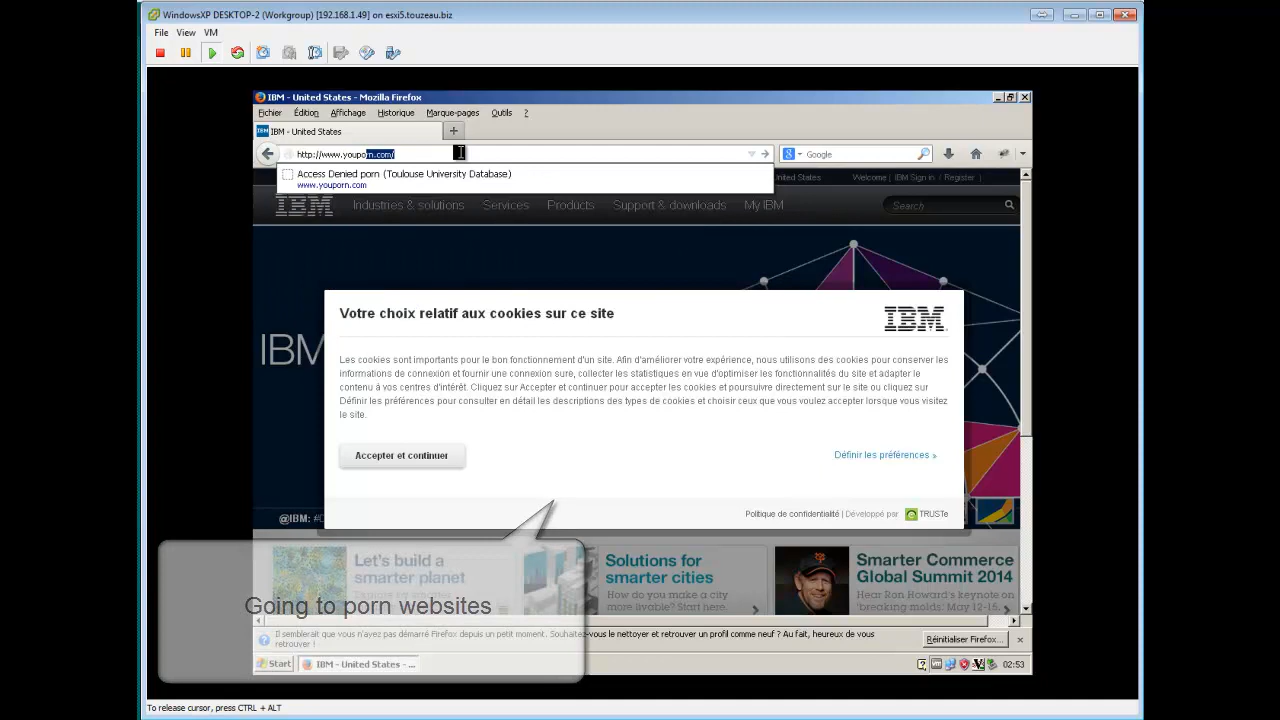 WindowsXP DESKTOP-2 (Workgroup) [192.168.1.49] on esxi5.touzeau.biz
File View VM
IBM - United States - Mozilla Firefox
Fichier Édition Affichage Historique Marque-pages Outils ?
IBM - United States
http://www.youporn.com/
Google
Access Denied porn (Toulouse University Database)
www.youporn.com
United States Welowne [ IBM Sign in / Register ]
IBM Industries & solutions Services Products Support & downloads My IBM Search
Votre choix relatif aux cookies sur ce site
IBM
Les cookies sont importants pour le bon fonctionnement d'un site. Afin d'améliorer votre expérience, nous utilisons des cookies pour conserver les
informations de connexion et fournir une connexion sure, collecter les statistiques en vue d'optimiser les fonctionnalités du site et adapter le
contenu à vos centres d'intérêt. Cliquez sur Accepter et continuer pour accepter les cookies et poursuivre directement sur le site ou cliquez sur
Définir les préférences pour consulter en détail les descriptions des types de cookies et choisir ceux que vous voulez accepter lorsque vous visitez
le site.
IBM
Accepter et continuer
Définir les préférences »
Politique de confidentialité | Développé par TRUSTe
@IBM:
Let's build a
smarter planet
Solutions for
smarter cities
How do you make a city
more livable? Start here.
Smarter Commerce
Global Summit 2014
Hear Ron Howard's keynote on
'breaking molds: May 12-15,
Going to porn websites
Il semblerait que vous n'ayez pas démarré Firefox depuis un petit moment. Souhaitez-vous le nettoyer et retrouver un profil comme neuf ? Au fait, heureux de vous
retrouver !
Réinitialiser Firefox...
Start
IBM - United States - ...
02:53
To release cursor, press CTRL + ALT